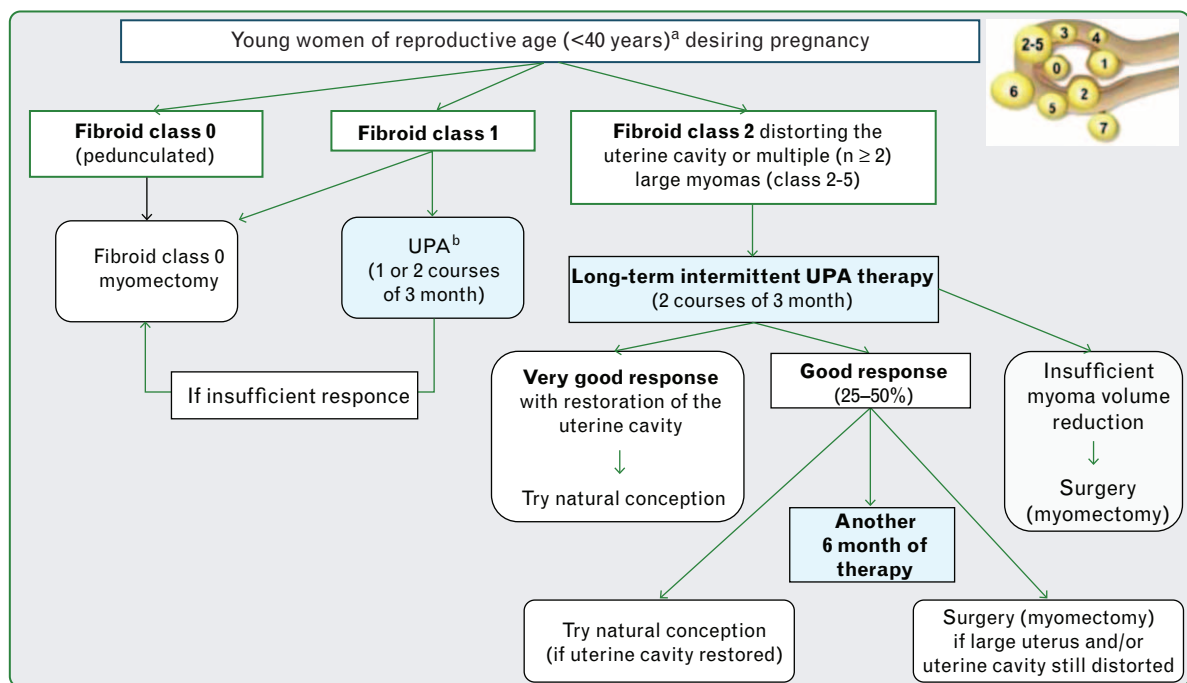 Young women of reproductive age (<40 years)ᵃ desiring pregnancy
3
4
2-5
0
1
6
2
5
7
Fibroid class 0
(pedunculated)
Fibroid class 1
Fibroid class 2 distorting the
uterine cavity or multiple (n ≥ 2)
large myomas (class 2-5)
Fibroid class 0
myomectomy
UPAᵇ
(1 or 2 courses
of 3 month)
Long-term intermittent UPA therapy
(2 courses of 3 month)
If insufficient responce
Very good response
with restoration of the
uterine cavity
Try natural conception
Good response
(25–50%)
Insufficient
myoma volume
reduction
Surgery
(myomectomy)
Another
6 month of
therapy
Try natural conception
(if uterine cavity restored)
Surgery (myomectomy)
if large uterus and/or
uterine cavity still distorted